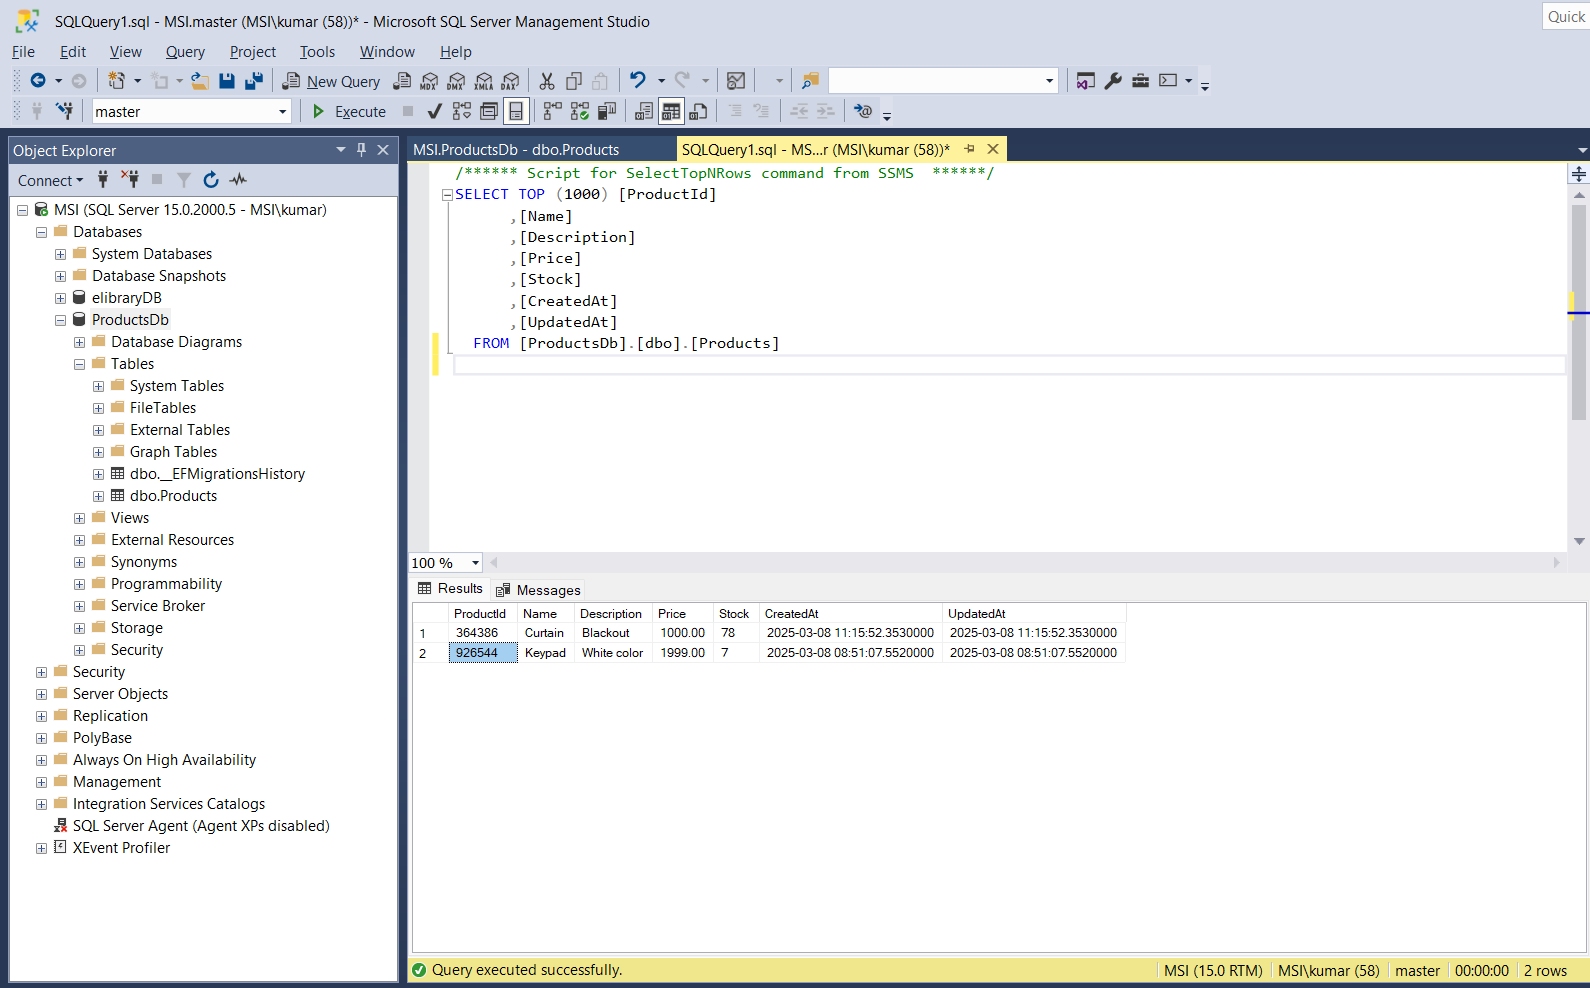 SQLQuery1.sql - MSI.master (MSI\kumar (58))* - Microsoft SQL Server Management Studio
Quick
File Edit View Query Project Tools Window Help
New Query MDX DMX XMLA DAX
master Execute
Object Explorer
Connect
MSI (SQL Server 15.0.2000.5 - MSI\kumar)
Databases
System Databases
Database Snapshots
elibraryDB
ProductsDb
Database Diagrams
Tables
System Tables
FileTables
External Tables
Graph Tables
dbo.__EFMigrationsHistory
dbo.Products
Views
External Resources
Synonyms
Programmability
Service Broker
Storage
Security
Security
Server Objects
Replication
PolyBase
Always On High Availability
Management
Integration Services Catalogs
SQL Server Agent (Agent XPs disabled)
XEvent Profiler
MSI.ProductsDb - dbo.Products SQLQuery1.sql - MS...r (MSI\kumar (58))*
/****** Script for SelectTopNRows command from SSMS  ******/
SELECT TOP (1000) [ProductId]
,[Name]
,[Description]
,[Price]
,[Stock]
,[CreatedAt]
,[UpdatedAt]
FROM [ProductsDb].[dbo].[Products]
100 %
Results Messages
ProductId Name Description Price Stock CreatedAt UpdatedAt
1 364386 Curtain Blackout 1000.00 78 2025-03-08 11:15:52.3530000 2025-03-08 11:15:52.3530000
2 926544 Keypad White color 1999.00 7 2025-03-08 08:51:07.5520000 2025-03-08 08:51:07.5520000
Query executed successfully. MSI (15.0 RTM) MSI\kumar (58) master 00:00:00 2 rows